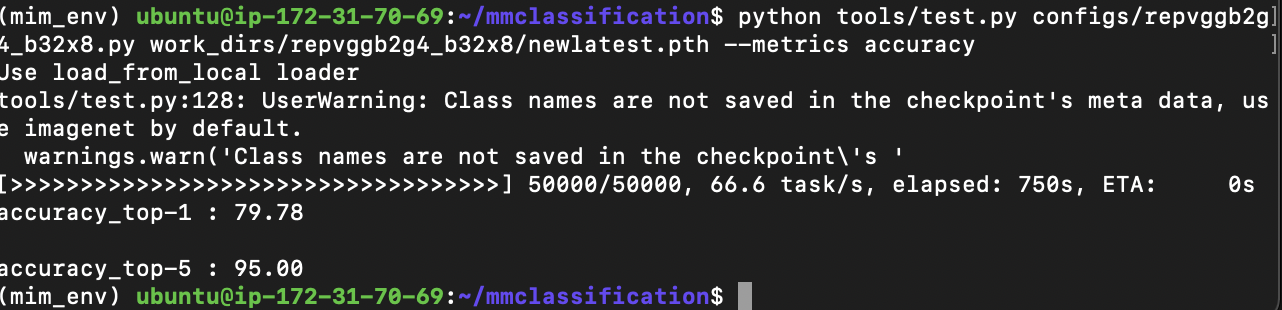 (mim_env) ubuntu@ip-172-31-70-69:~/mmclassification$ python tools/test.py configs/repvggb2g]
4_b32x8.py work_dirs/repvggb2g4_b32x8/newlatest.pth --metrics accuracy ]
Use load_from_local loader
tools/test.py:128: UserWarning: Class names are not saved in the checkpoint's meta data, us
e imagenet by default.
  warnings.warn('Class names are not saved in the checkpoint\'s '
[>>>>>>>>>>>>>>>>>>>>>>>>>>>>>>>>>>>] 50000/50000, 66.6 task/s, elapsed: 750s, ETA:     0s
accuracy_top-1 : 79.78
accuracy_top-5 : 95.00
(mim_env) ubuntu@ip-172-31-70-69:~/mmclassification$